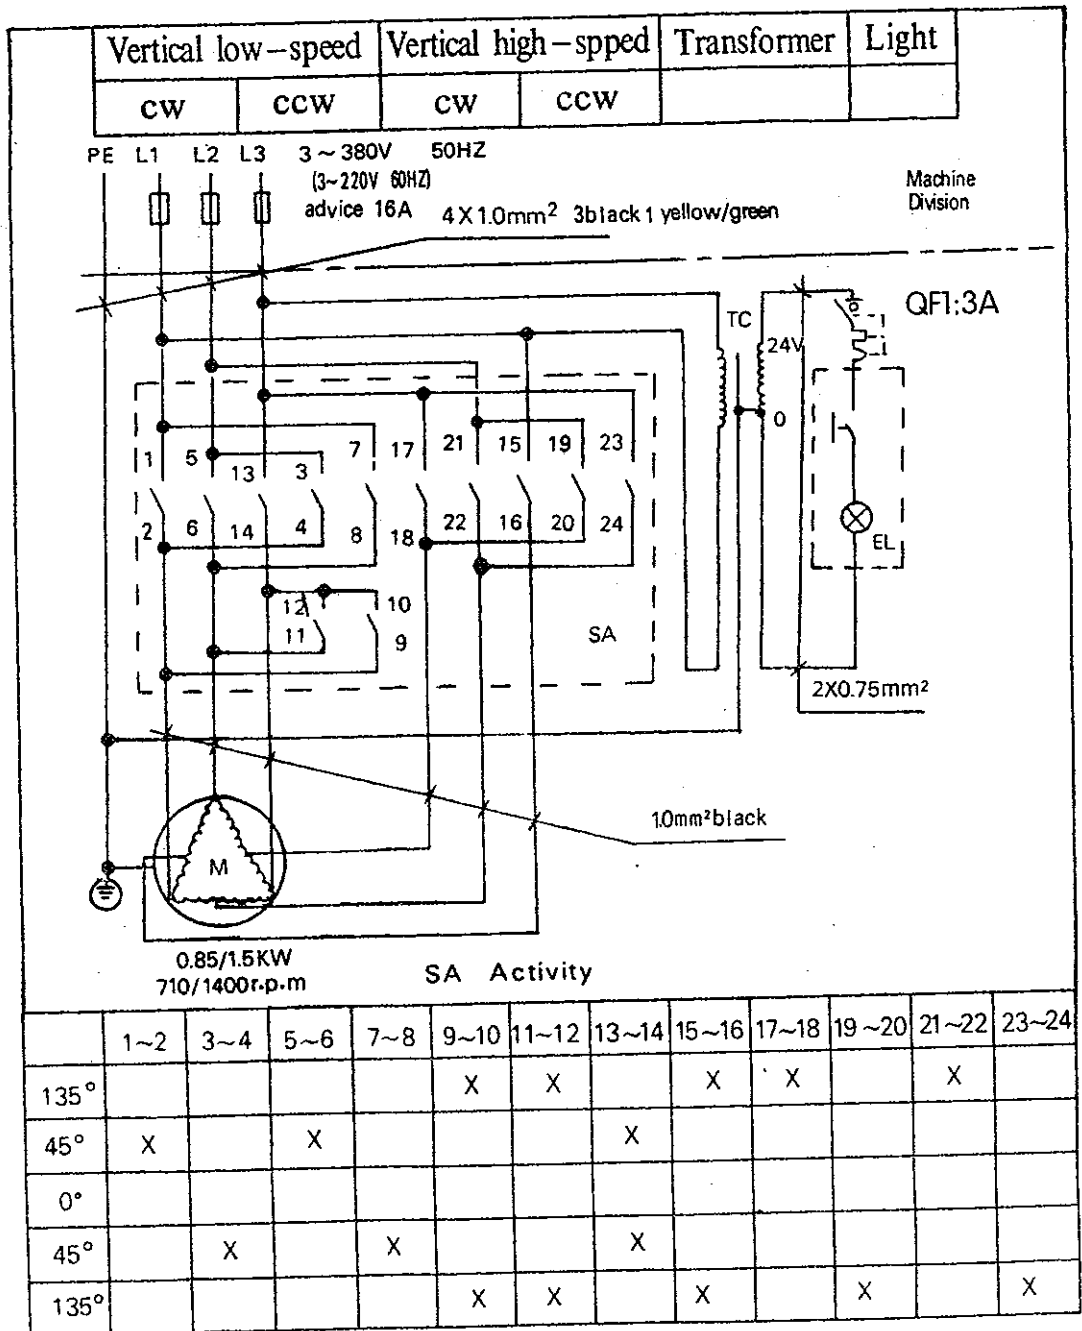 Vertical low-speed Vertical high-spped Transformer Light
CW CCW CW CCW
PE L1 L2 L3 3~380V 50HZ
(3~220V 60HZ)
advice 16A 4X1.0mm² 3black 1 yellow/green
Machine
Division
TC QF1:3A
24V
0
1 5 13 3 7 17 21 15 19 23
2 6 14 4 8 18 22 16 20 24
EL
12 10
11 9 SA
2X0.75mm²
1.0mm²black
M
0.85/1.5KW
710/1400r.p.m
SA Activity
1~2 3~4 5~6 7~8 9~10 11~12 13~14 15~16 17~18 19~20 21~22 23~24
135° X X X X X
45° X X X
0°
45° X X X
135° X X X X X